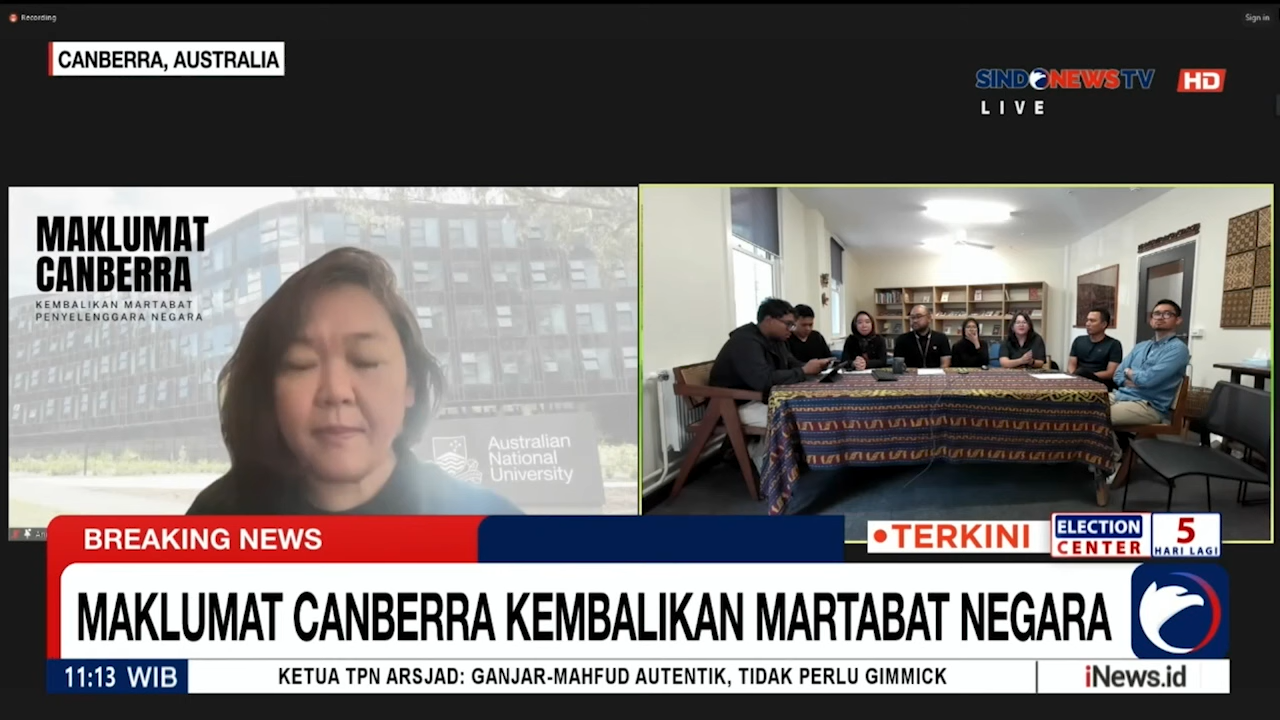 Recording
Sign in
CANBERRA, AUSTRALIA
SINDONEWS TV
HD
LIVE
MAKLUMAT
CANBERRA
KEMBALIKAN MARTABAT
PENYELENGGARA NEGARA
Australian
National
University
BREAKING NEWS
TERKINI
ELECTION
CENTER
5
HARI LAGI
MAKLUMAT CANBERRA KEMBALIKAN MARTABAT NEGARA
11:13 WIB
KETUA TPN ARSJAD: GANJAR-MAHFUD AUTENTIK, TIDAK PERLU GIMMICK
iNews.id